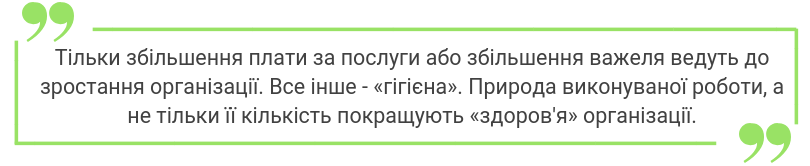 Тільки збільшення плати за послуги або збільшення важеля ведуть до
зростання організації. Все інше - «гігієна». Природа виконуваної роботи, а
не тільки її кількість покращують «здоров'я» організації.